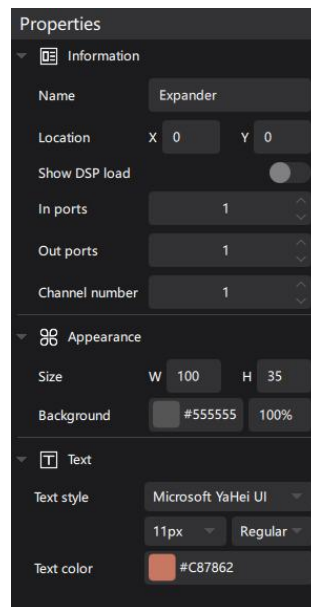 Properties
Information
Name Expander
Location X 0 Y 0
Show DSP load
In ports 1
Out ports 1
Channel number 1
Appearance
Size W 100 H 35
Background #555555 100%
T Text
Text style Microsoft YaHei UI
11px Regular
Text color #C87862